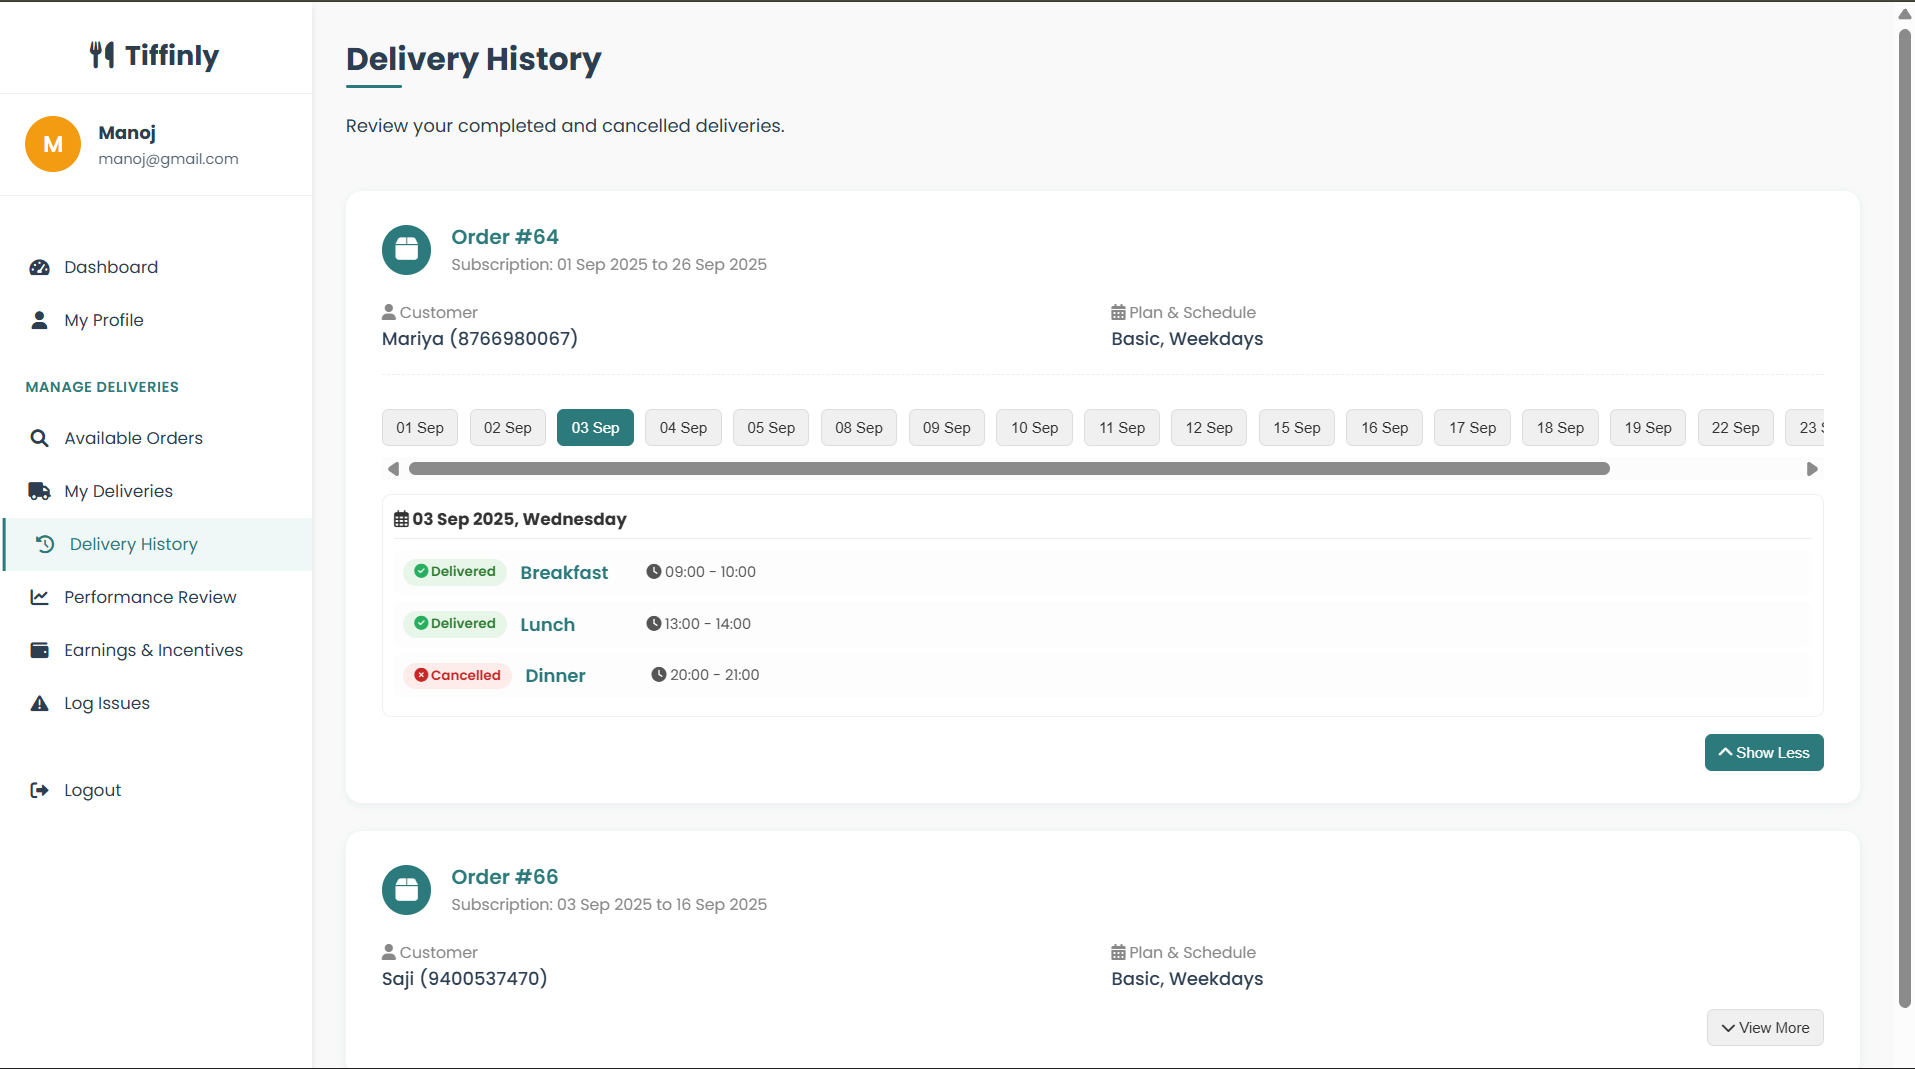 Tiffinly
M
Manoj
manoj@gmail.com
Dashboard
My Profile
MANAGE DELIVERIES
Available Orders
My Deliveries
Delivery History
Performance Review
Earnings & Incentives
Log Issues
Logout
Delivery History
Review your completed and cancelled deliveries.
Order #64
Subscription: 01 Sep 2025 to 26 Sep 2025
Customer
Mariya (8766980067)
Plan & Schedule
Basic, Weekdays
01 Sep 02 Sep 03 Sep 04 Sep 05 Sep 08 Sep 09 Sep 10 Sep 11 Sep 12 Sep 15 Sep 16 Sep 17 Sep 18 Sep 19 Sep 22 Sep 23
03 Sep 2025, Wednesday
Delivered Breakfast 09:00 - 10:00
Delivered Lunch 13:00 - 14:00
Cancelled Dinner 20:00 - 21:00
Show Less
Order #66
Subscription: 03 Sep 2025 to 16 Sep 2025
Customer
Saji (9400537470)
Plan & Schedule
Basic, Weekdays
View More